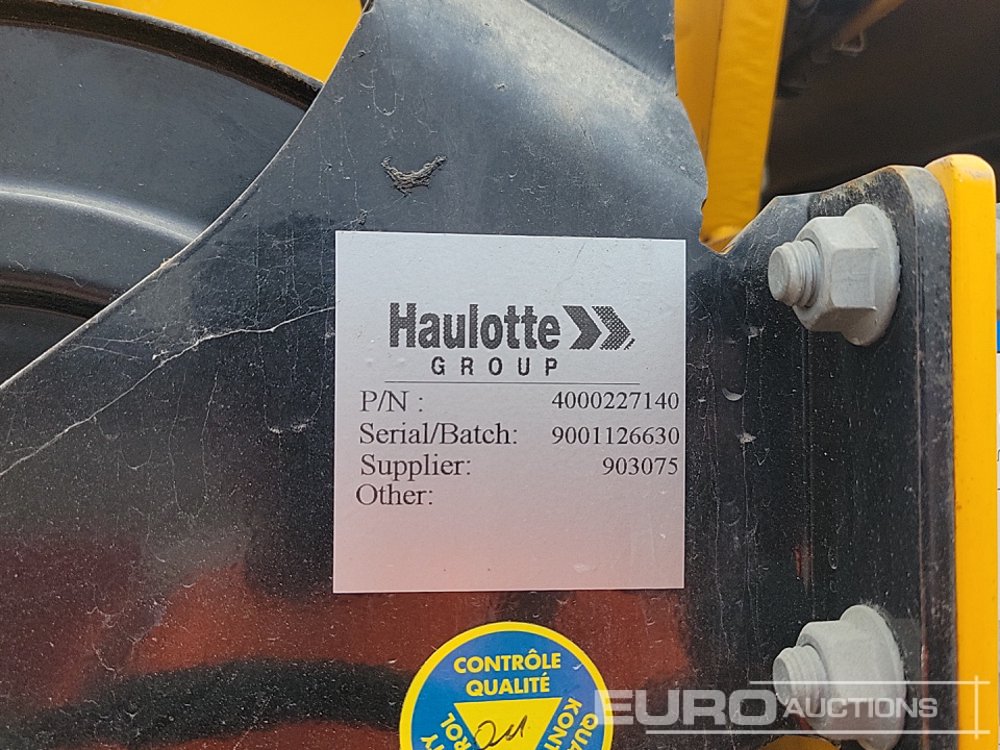 Haulotte
GROUP
P/N : 4000227140
Serial/Batch: 9001126630
Supplier: 903075
Other:
CONTRÔLE
QUALITÉ
EURO AUCTIONS